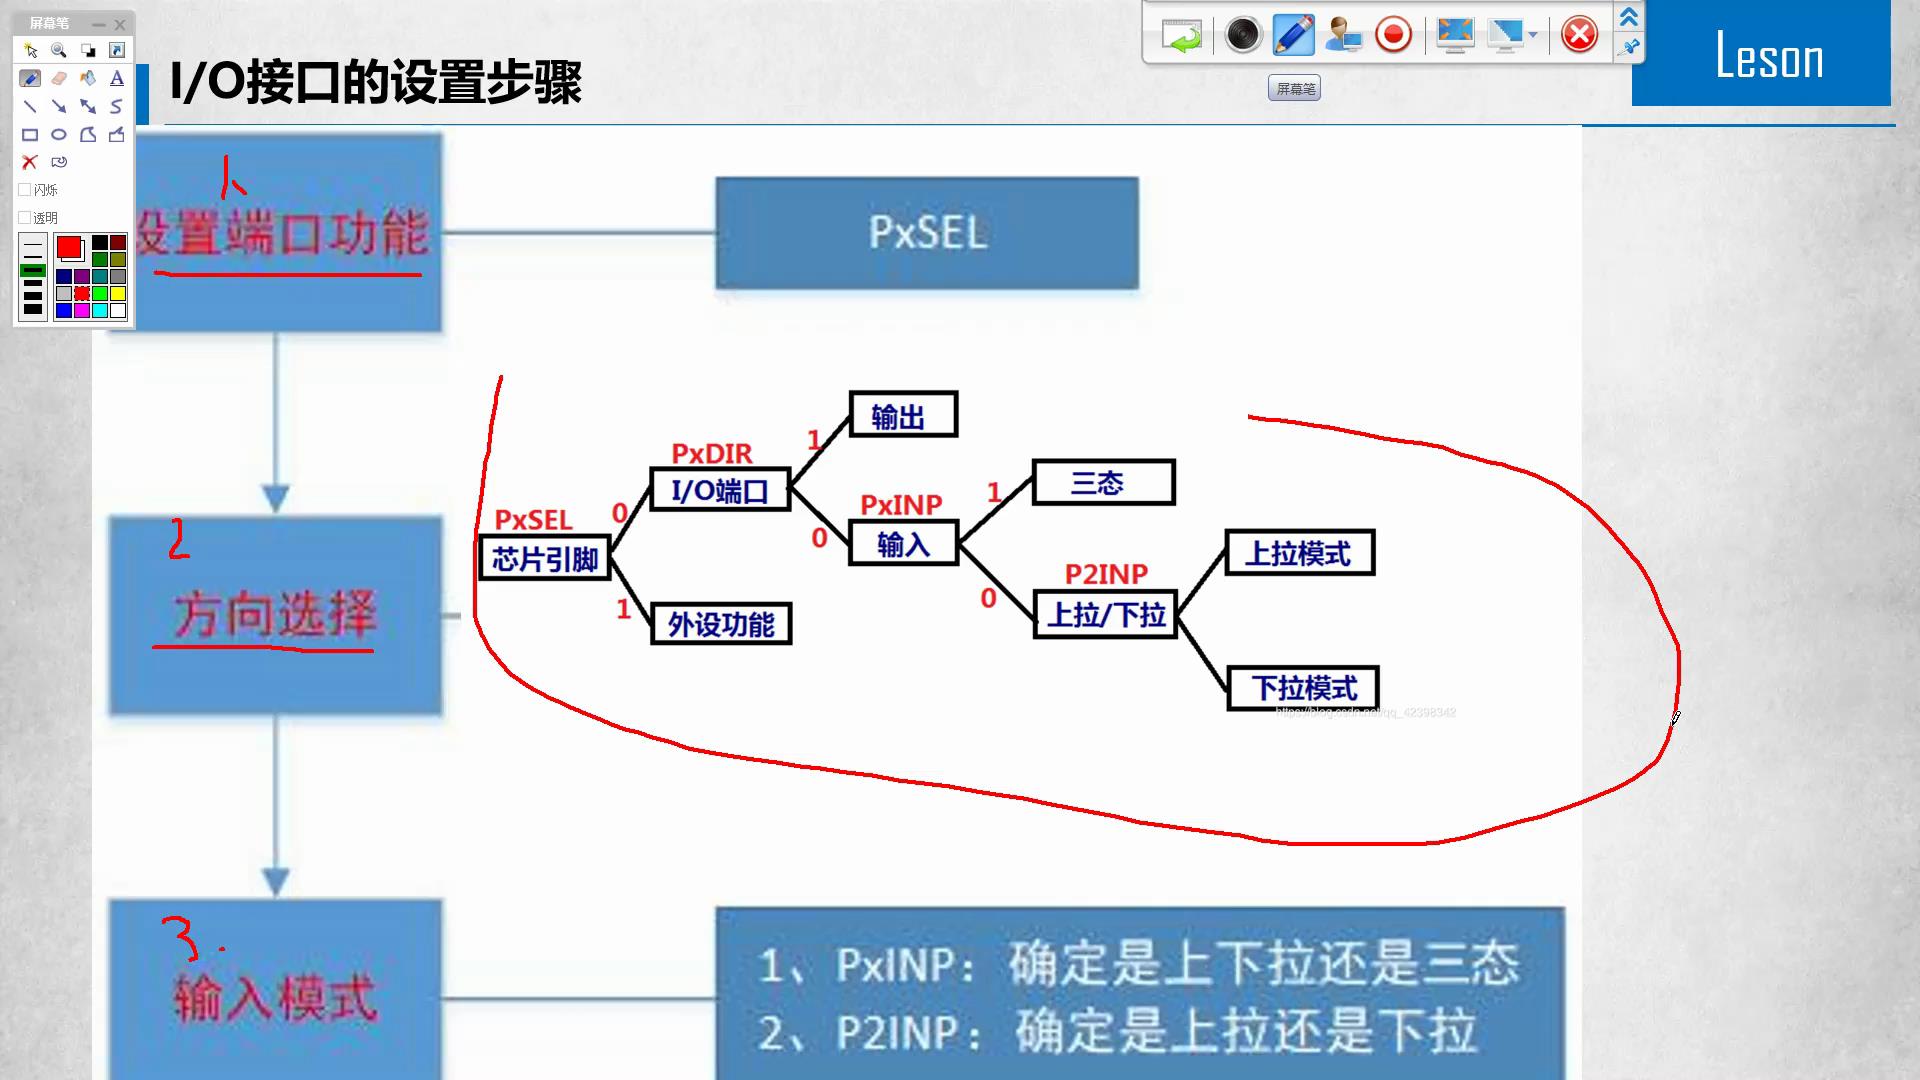 屏幕笔
I/O接口的设置步骤
屏幕笔
Leson
闪烁
透明
1、
设置端口功能
PxSEL
2
方向选择
PxSEL
芯片引脚
0
1
PxDIR
I/O端口
外设功能
1
0
输出
PxINP
输入
1
0
三态
P2INP
上拉/下拉
上拉模式
下拉模式
https://blog.csdn.net/qq_42398342
3.
输入模式
1、PxINP：确定是上下拉还是三态
2、P2INP：确定是上拉还是下拉